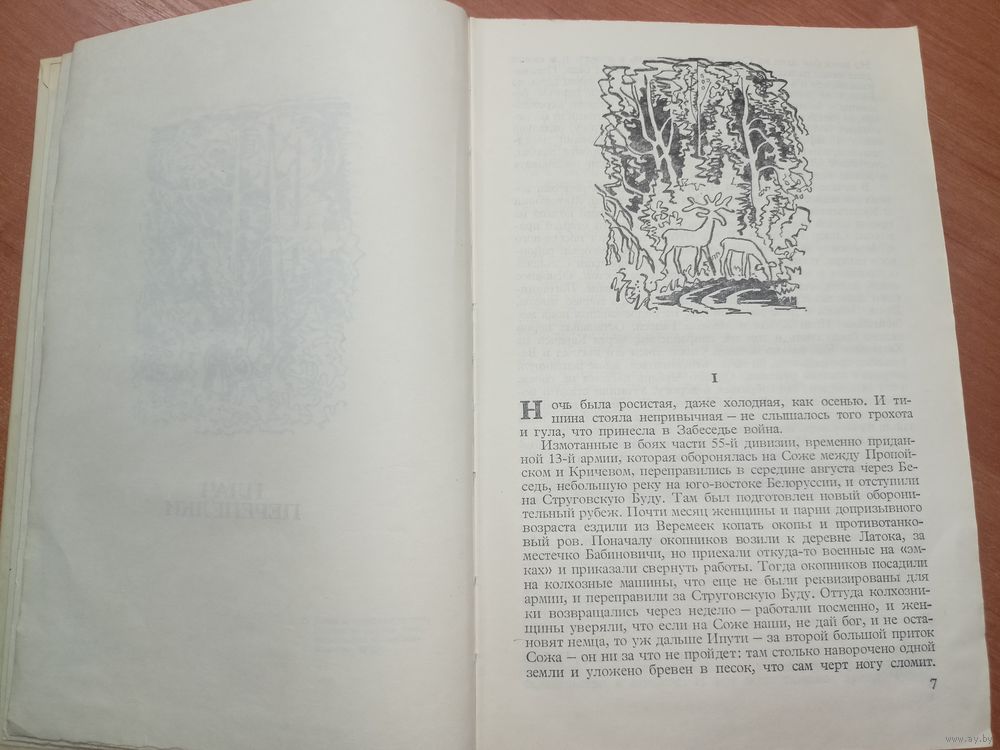 I
Ночь была росистая, даже холодная, как осенью. И ти-
шина стояла непривычная – не слышалось того грохота
и гула, что принесла в Забеседье война.
Измотанные в боях части 55-й дивизии, временно придан-
ной 13-й армии, которая оборонялась на Соже между Пропой-
ском и Кричевом, переправились в середине августа через Бе-
седь, небольшую реку на юго-востоке Белоруссии, и отступили
на Струговскую Буду. Там был подготовлен новый оборони-
тельный рубеж. Почти месяц женщины и парни допризывного
возраста ездили из Веремеек копать окопы и противотанко-
вый ров. Поначалу окопников возили к деревне Латока, за
местечко Бабиновичи, но приехали откуда-то военные на «эм-
ках» и приказали свернуть работы. Тогда окопников посадили
на колхозные машины, что еще не были реквизированы для
армии, и переправили за Струговскую Буду. Оттуда колхозни-
ки возвращались через неделю – работали посменно, и жен-
щины уверяли, что если на Соже наши, не дай бог, и не оста-
новят немца, то уж дальше Ипути – за второй большой приток
Сожа – он ни за что не пройдет: там столько наворочено одной
земли и уложено бревен в песок, что сам черт ногу сломит.
7
ПЛАЧ
ПЕРЕПЕЛКИ
www.ay.by